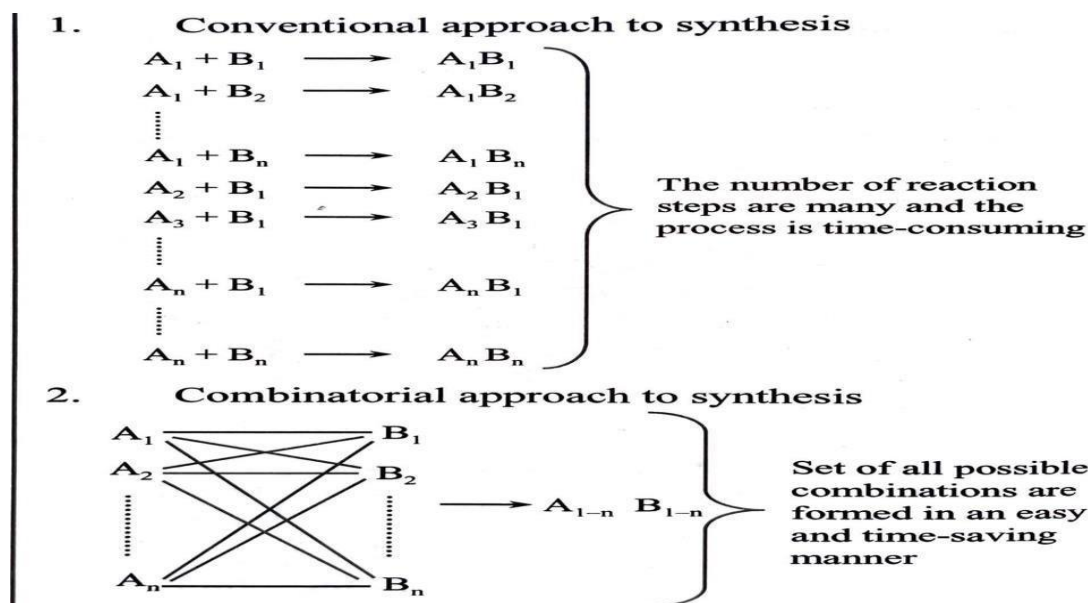 1. Conventional approach to synthesis
A₁ + B₁ ⟶ A₁B₁
A₁ + B₂ ⟶ A₁B₂
A₁ + Bₙ ⟶ A₁ Bₙ
A₂ + B₁ ⟶ A₂ B₁
A₃ + B₁ ⟶ A₃ B₁
Aₙ + B₁ ⟶ Aₙ B₁
Aₙ + Bₙ ⟶ Aₙ Bₙ
The number of reaction
steps are many and the
process is time-consuming
2. Combinatorial approach to synthesis
A₁ B₁
A₂ B₂
Aₙ Bₙ
⟶ A₁₋ₙ B₁₋ₙ
Set of all possible
combinations are
formed in an easy
and time-saving
manner